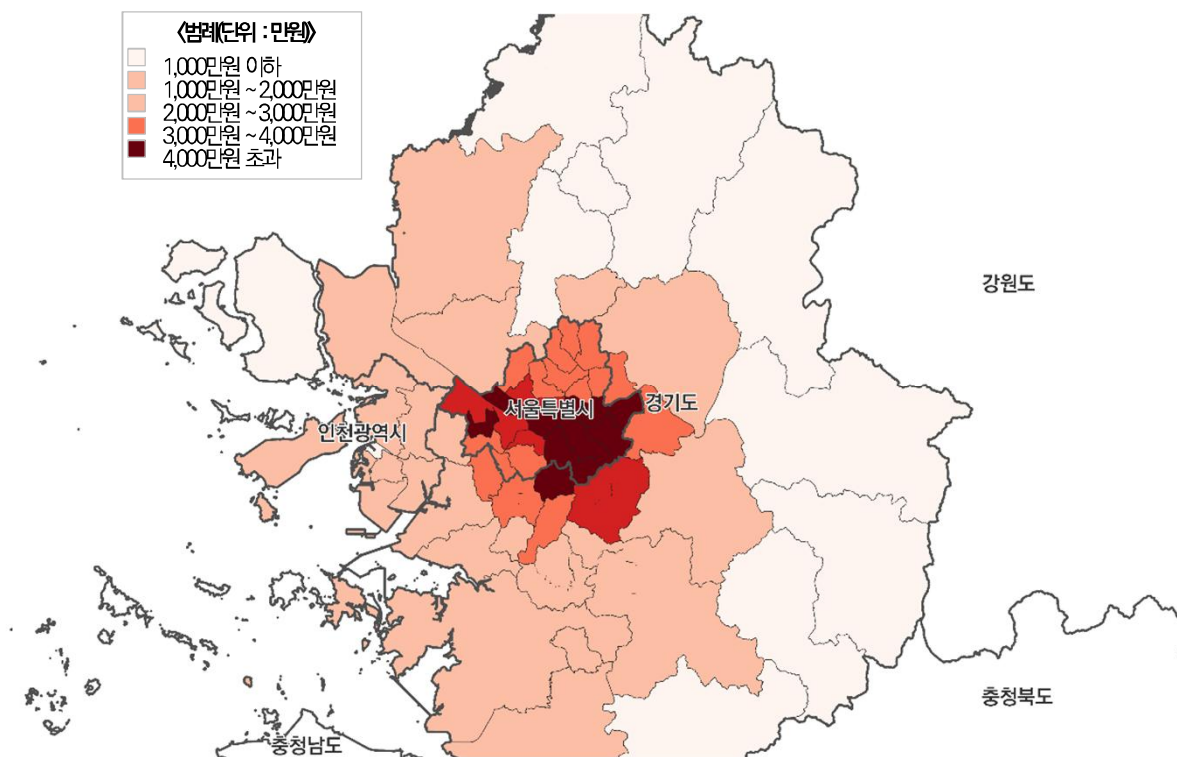 〈범례(단위 : 만원)〉
1,000만원 이하
1,000만원 ~ 2,000만원
2,000만원 ~ 3,000만원
3,000만원 ~ 4,000만원
4,000만원 초과
강원도
서울특별시
경기도
인천광역시
충청북도
충청남도